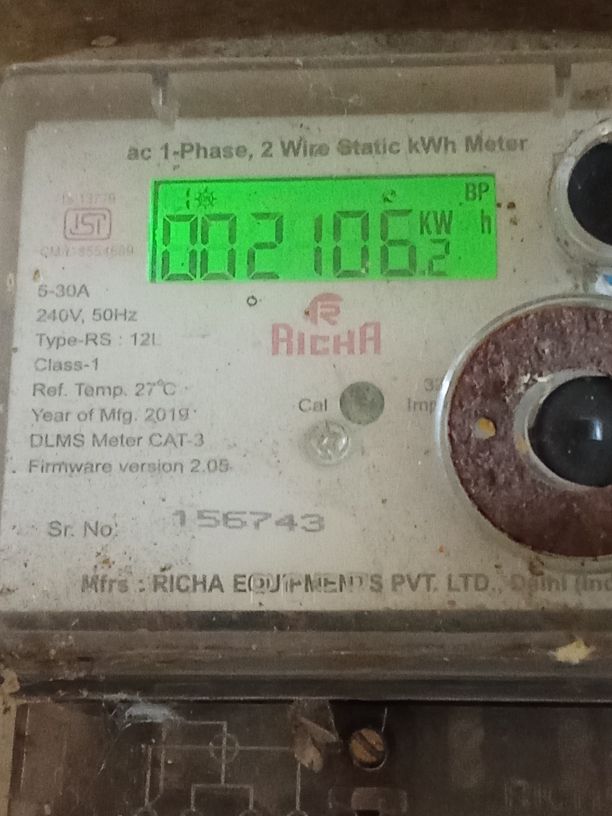 ac 1-Phase, 2 Wire Static kWh Meter
BP
002106.2 KW h
ISI
5-30A
240V, 50Hz
Type-RS : 12L
Class-1
Ref. Temp. 27°C
Year of Mfg. 2019
DLMS Meter CAT-3
Firmware version 2.05
RICHA
Cal
Sr. No.
156743
Mfrs : RICHA EQUIPMENTS PVT. LTD., Delhi